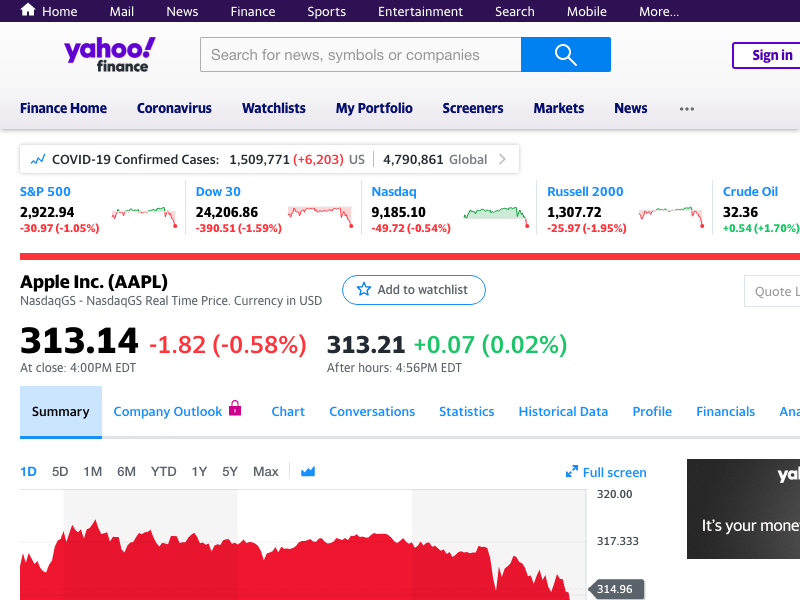 Home Mail News Finance Sports Entertainment Search Mobile More...
yahoo! finance
Search for news, symbols or companies
Sign in
Finance Home Coronavirus Watchlists My Portfolio Screeners Markets News
COVID-19 Confirmed Cases: 1,509,771 (+6,203) US 4,790,861 Global
S&P 500 Dow 30 Nasdaq Russell 2000 Crude Oil
2,922.94 24,206.86 9,185.10 1,307.72 32.36
-30.97 (-1.05%) -390.51 (-1.59%) -49.72 (-0.54%) -25.97 (-1.95%) +0.54 (+1.70%)
Apple Inc. (AAPL)
NasdaqGS - NasdaqGS Real Time Price. Currency in USD
Add to watchlist
Quote L
313.14 -1.82 (-0.58%) 313.21 +0.07 (0.02%)
At close: 4:00PM EDT After hours: 4:56PM EDT
Summary Company Outlook Chart Conversations Statistics Historical Data Profile Financials Ana
1D 5D 1M 6M YTD 1Y 5Y Max Full screen
320.00
317.333
314.96
yal
It's your money